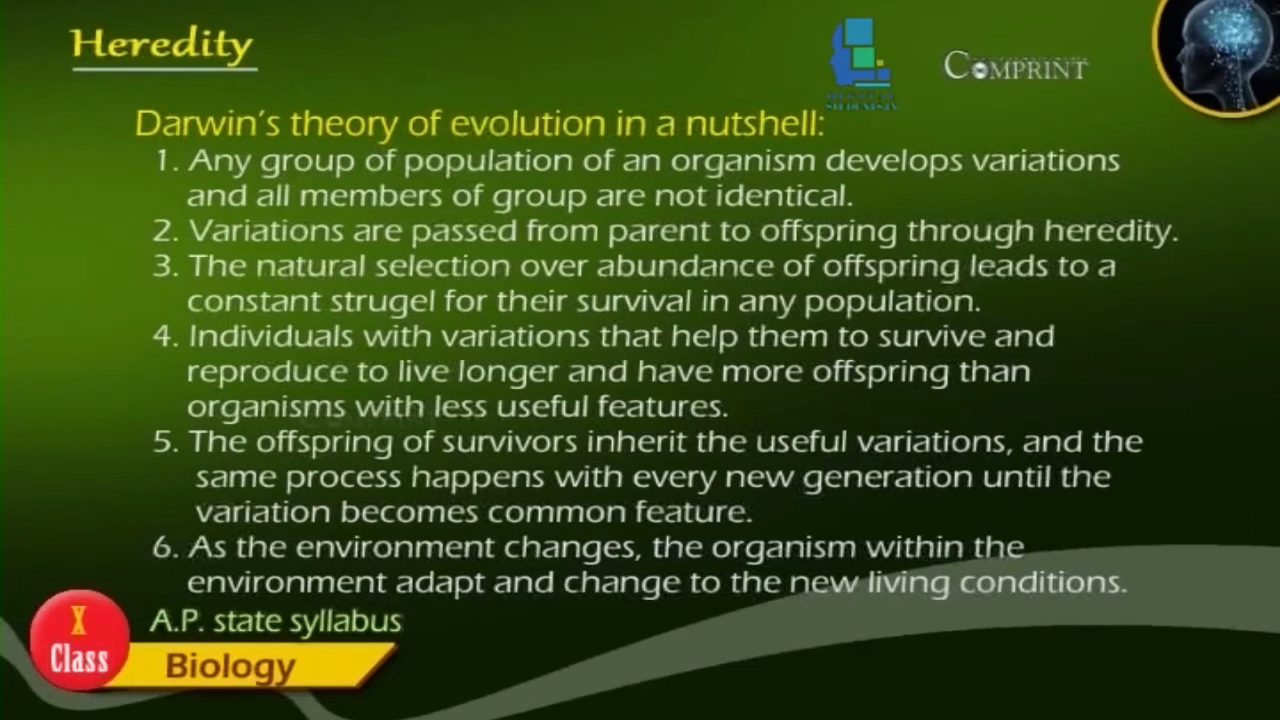 Heredity
COMPRINT
Darwin's theory of evolution in a nutshell:
1. Any group of population of an organism develops variations
and all members of group are not identical.
2. Variations are passed from parent to offspring through heredity.
3. The natural selection over abundance of offspring leads to a
constant strugel for their survival in any population.
4. Individuals with variations that help them to survive and
reproduce to live longer and have more offspring than
organisms with less useful features.
5. The offspring of survivors inherit the useful variations, and the
same process happens with every new generation until the
variation becomes common feature.
6. As the environment changes, the organism within the
environment adapt and change to the new living conditions.
A.P. state syllabus
X
Class
Biology